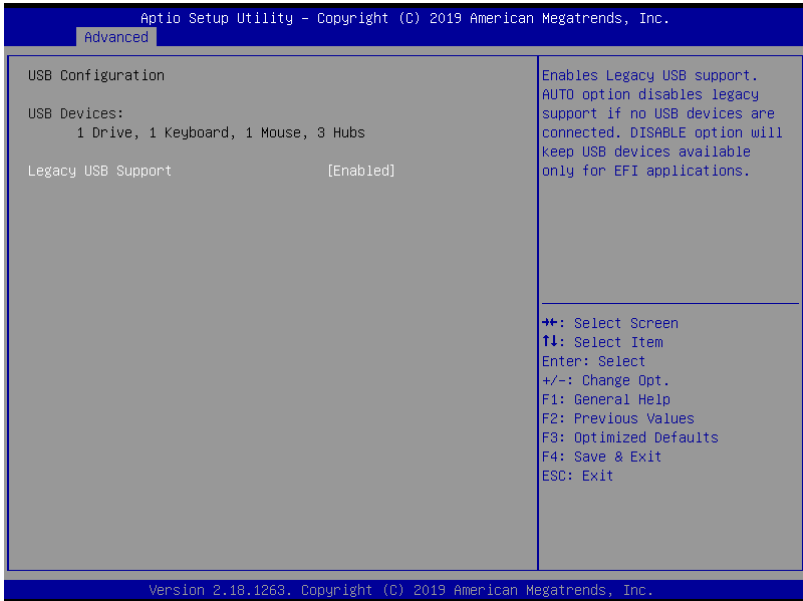 Aptio Setup Utility – Copyright (C) 2019 American Megatrends, Inc.
Advanced
USB Configuration
USB Devices:
1 Drive, 1 Keyboard, 1 Mouse, 3 Hubs
Legacy USB Support [Enabled]
Enables Legacy USB support.
AUTO option disables legacy
support if no USB devices are
connected. DISABLE option will
keep USB devices available
only for EFI applications.
→←: Select Screen
↑↓: Select Item
Enter: Select
+/-: Change Opt.
F1: General Help
F2: Previous Values
F3: Optimized Defaults
F4: Save & Exit
ESC: Exit
Version 2.18.1263. Copyright (C) 2019 American Megatrends, Inc.